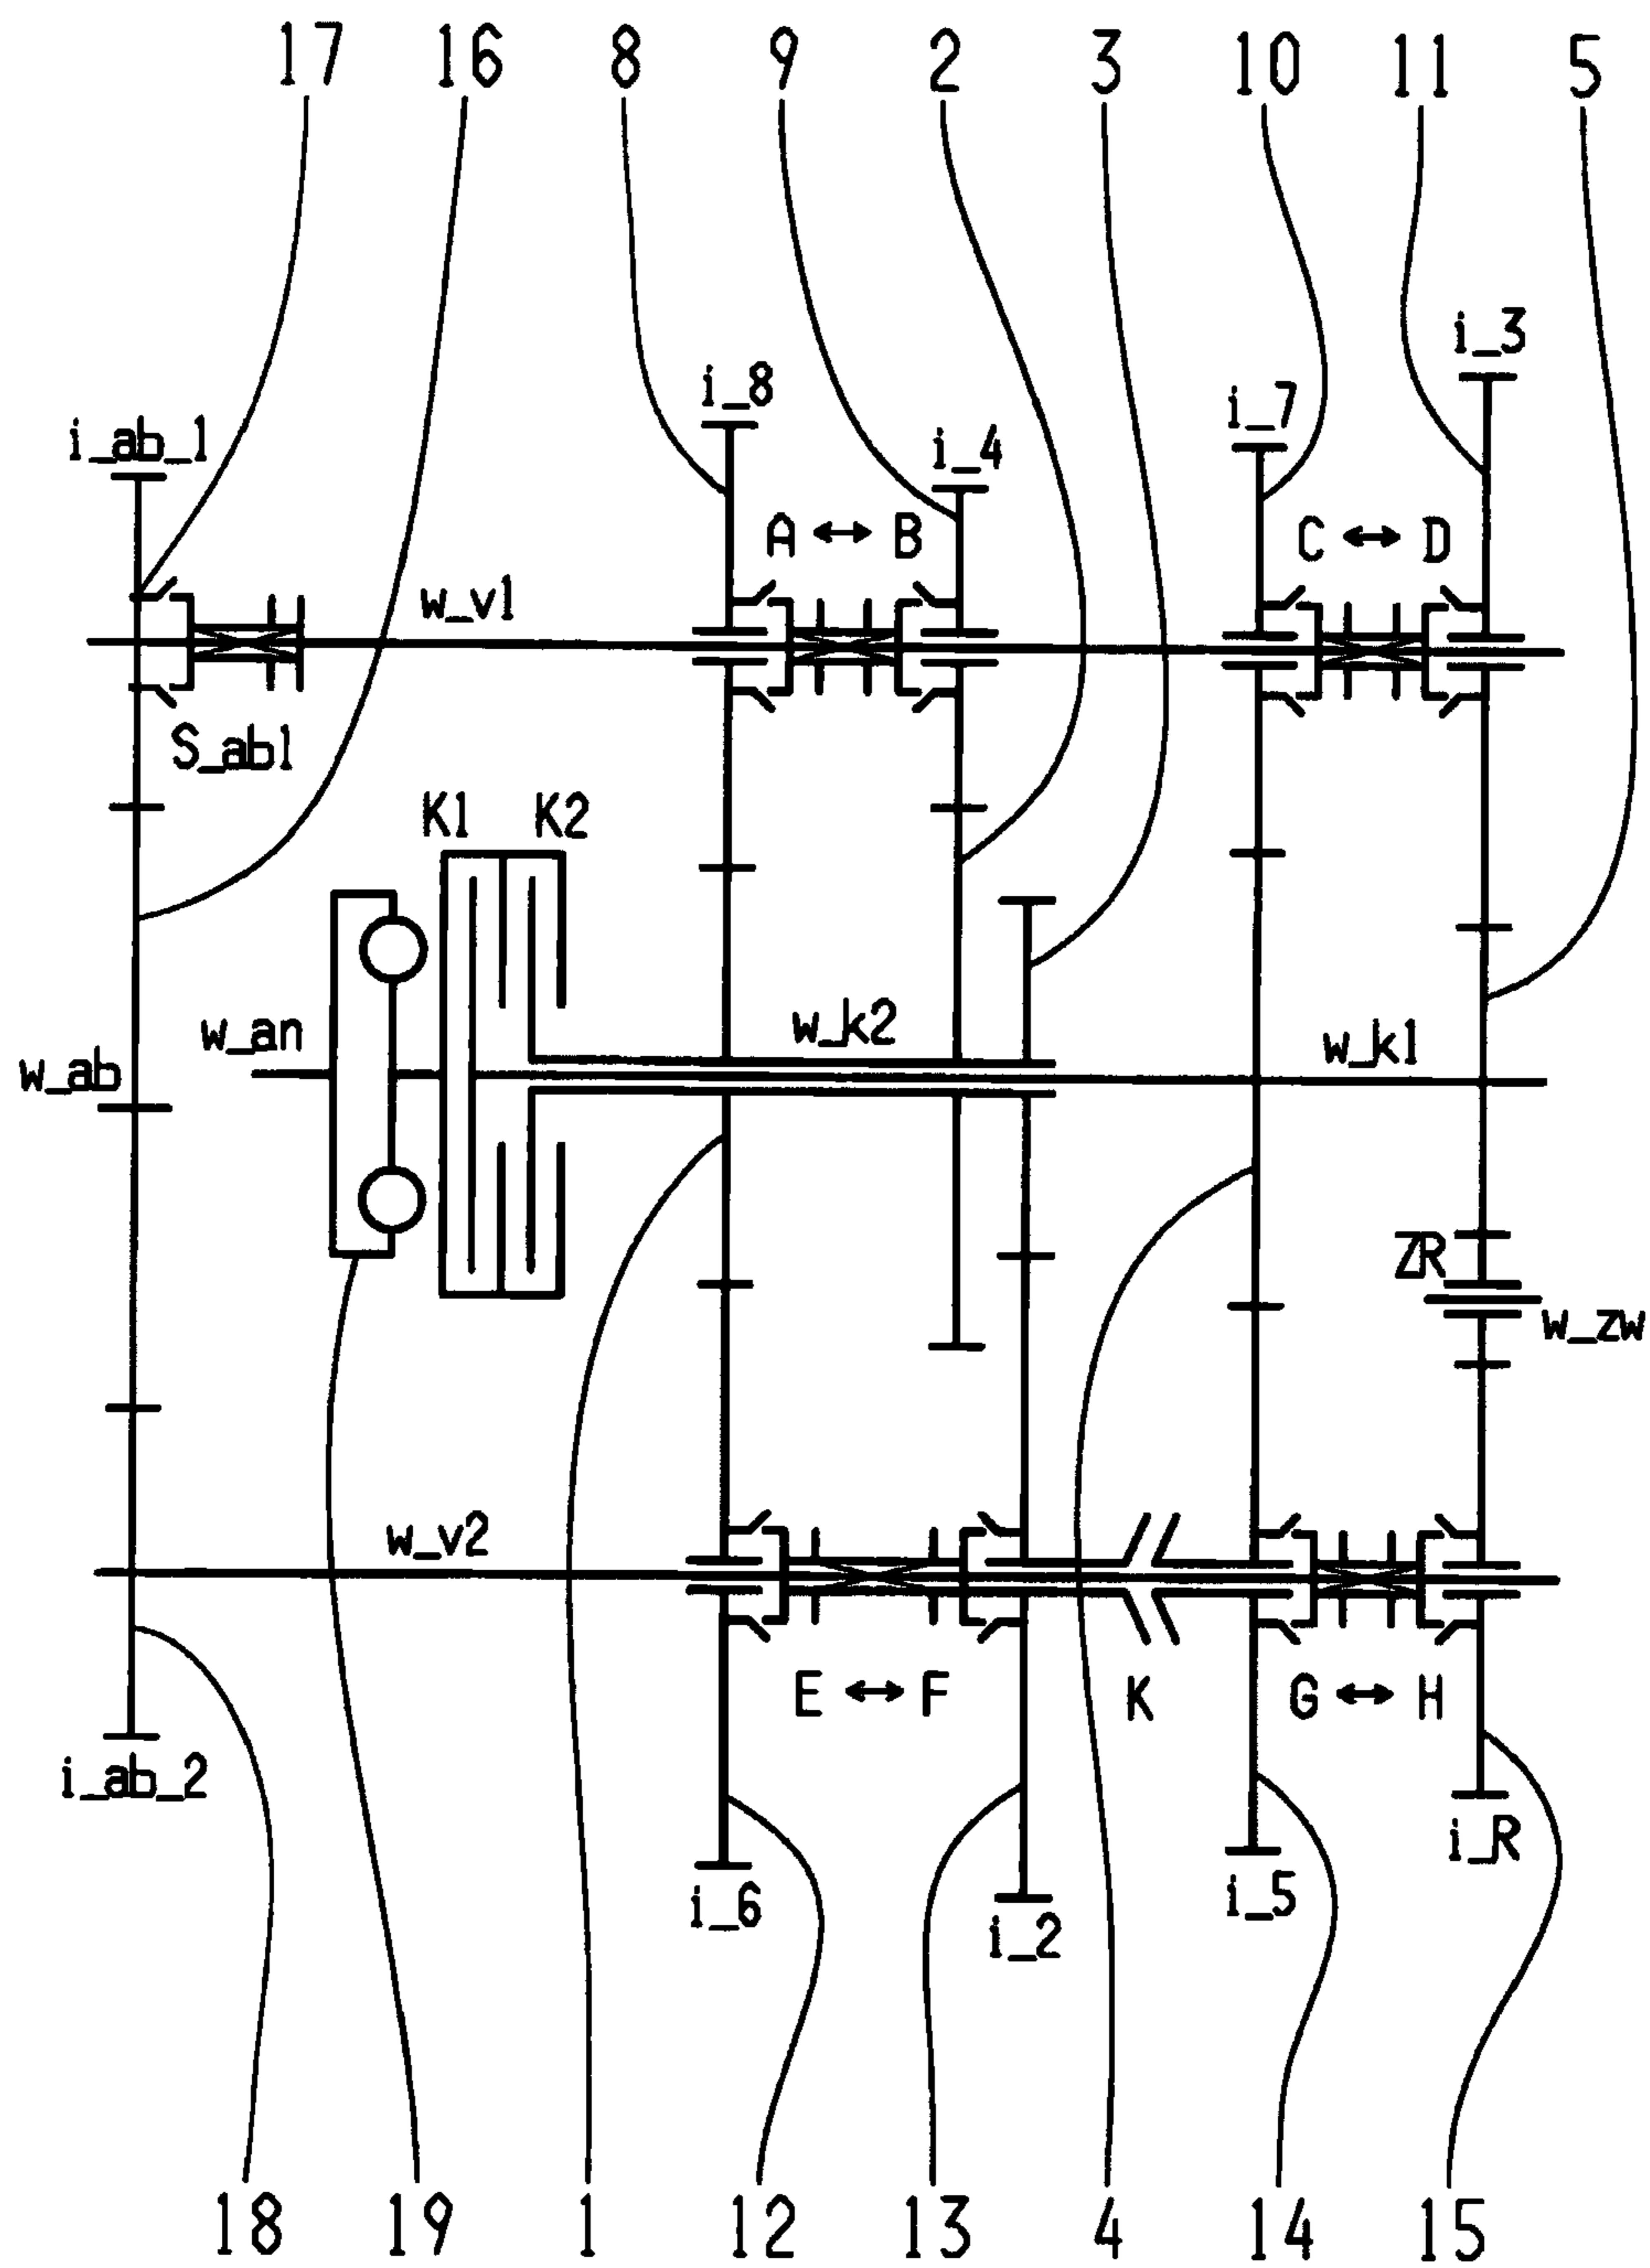 17 16 8 9 2 3 10 11 5
i_3
i_8 i_7
i_ab_1 i_4
A ↔ B C ↔ D
w_v1
S_ab1
K1 K2
w_an w_k2 w_k1
w_ab
ZR
w_zw
w_v2
E ↔ F K G ↔ H
i_ab_2
i_R
i_6 i_5
i_2
18 19 1 12 13 4 14 15